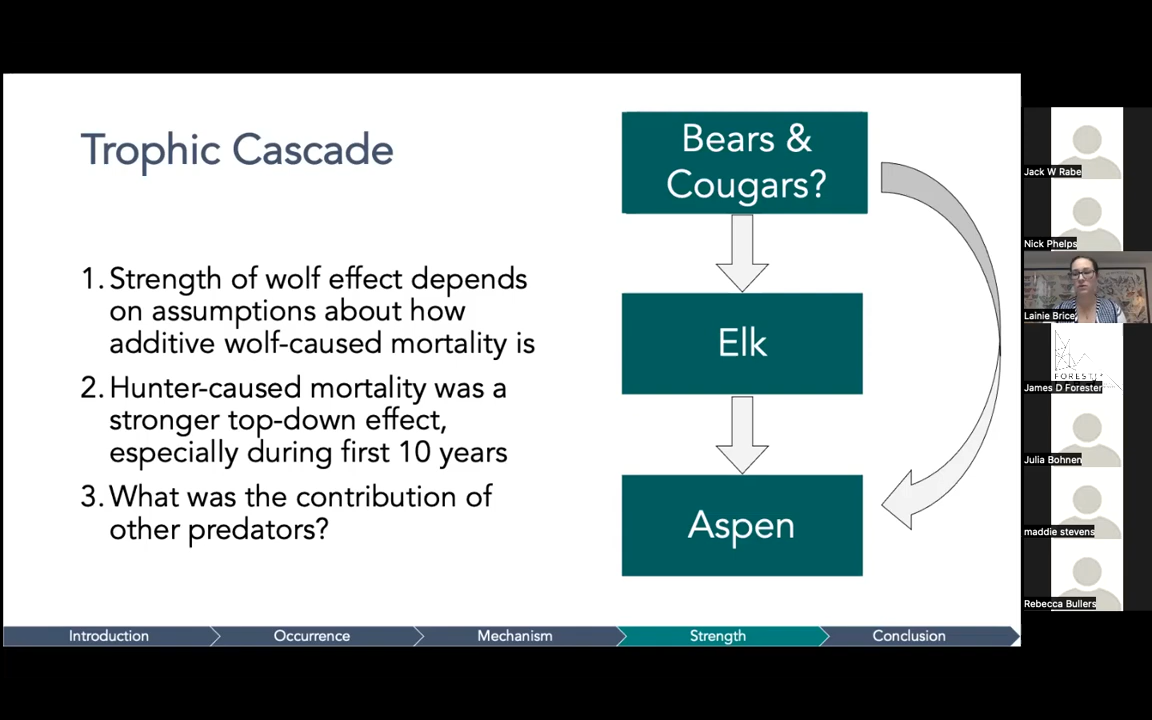 Trophic Cascade
1. Strength of wolf effect depends
on assumptions about how
additive wolf-caused mortality is
2. Hunter-caused mortality was a
stronger top-down effect,
especially during first 10 years
3. What was the contribution of
other predators?
Bears &
Cougars?
Elk
Aspen
Introduction
Occurrence
Mechanism
Strength
Conclusion
Jack W Rabe
Nick Phelps
Lainie Brice
James D Forester
Julia Bohnen
maddie stevens
Rebecca Bullers